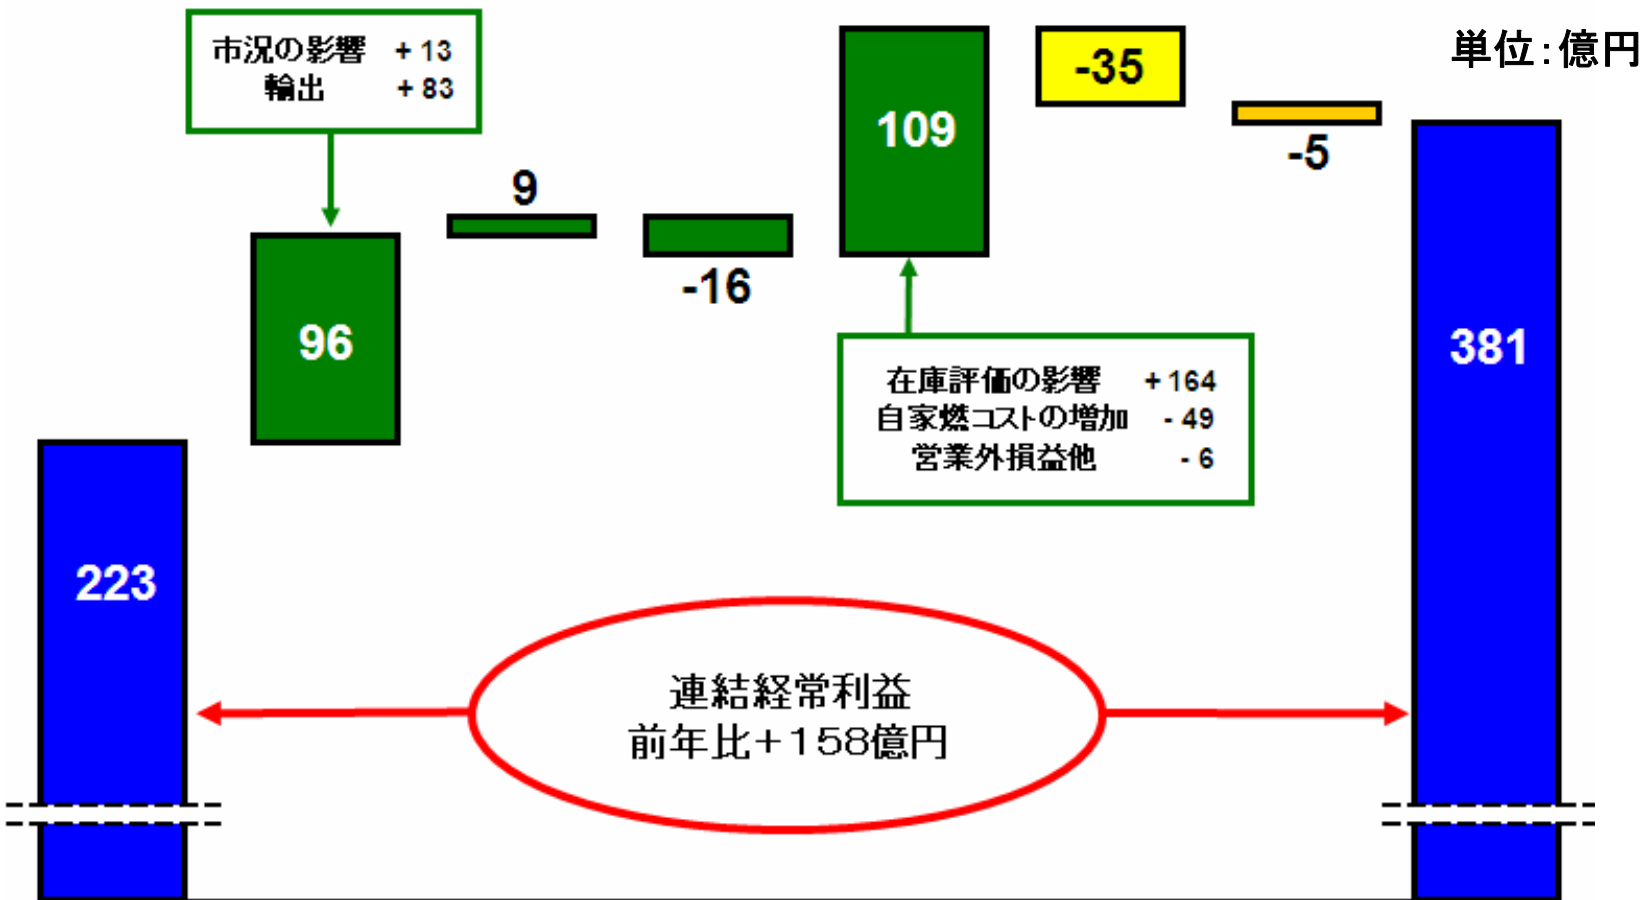 単位:億円
市況の影響 +13
輸出 +83
96
9
-16
109
-35
-5
在庫評価の影響 +164
自家燃コストの増加 -49
営業外損益他 -6
223
381
連結経常利益
前年比+158億円